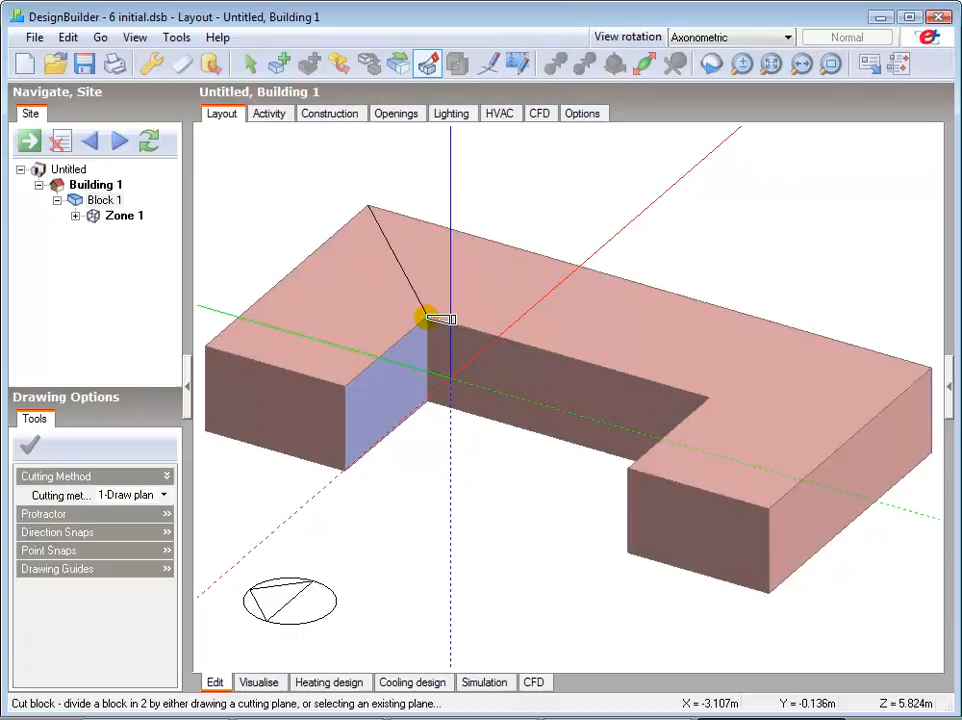 DesignBuilder - 6 initial.dsb - Layout - Untitled, Building 1
File Edit Go View Tools Help
View rotation Axonometric Normal
Navigate, Site
Untitled, Building 1
Site
Layout Activity Construction Openings Lighting HVAC CFD Options
Untitled
Building 1
Block 1
Zone 1
Drawing Options
Tools
Cutting Method
Cutting met... 1-Draw plan
Protractor
Direction Snaps
Point Snaps
Drawing Guides
Edit Visualise Heating design Cooling design Simulation CFD
Cut block - divide a block in 2 by either drawing a cutting plane, or selecting an existing plane... X = -3.107m Y = -0.136m Z = 5.824m